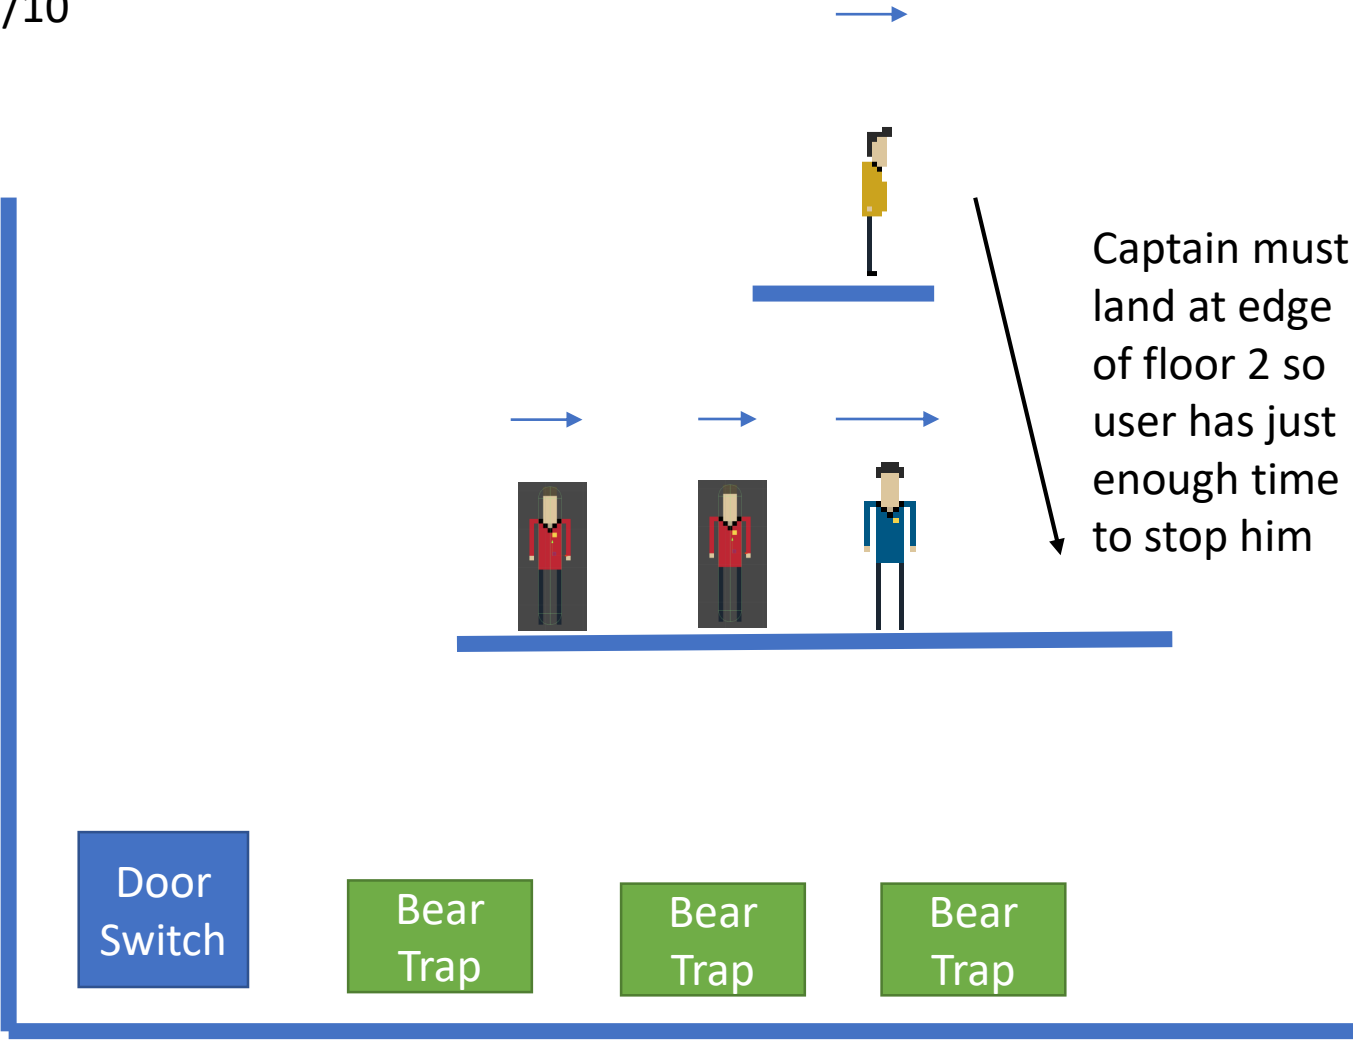 /10
Captain must
land at edge
of floor 2 so
user has just
enough time
to stop him
Door
Switch
Bear
Trap
Bear
Trap
Bear
Trap